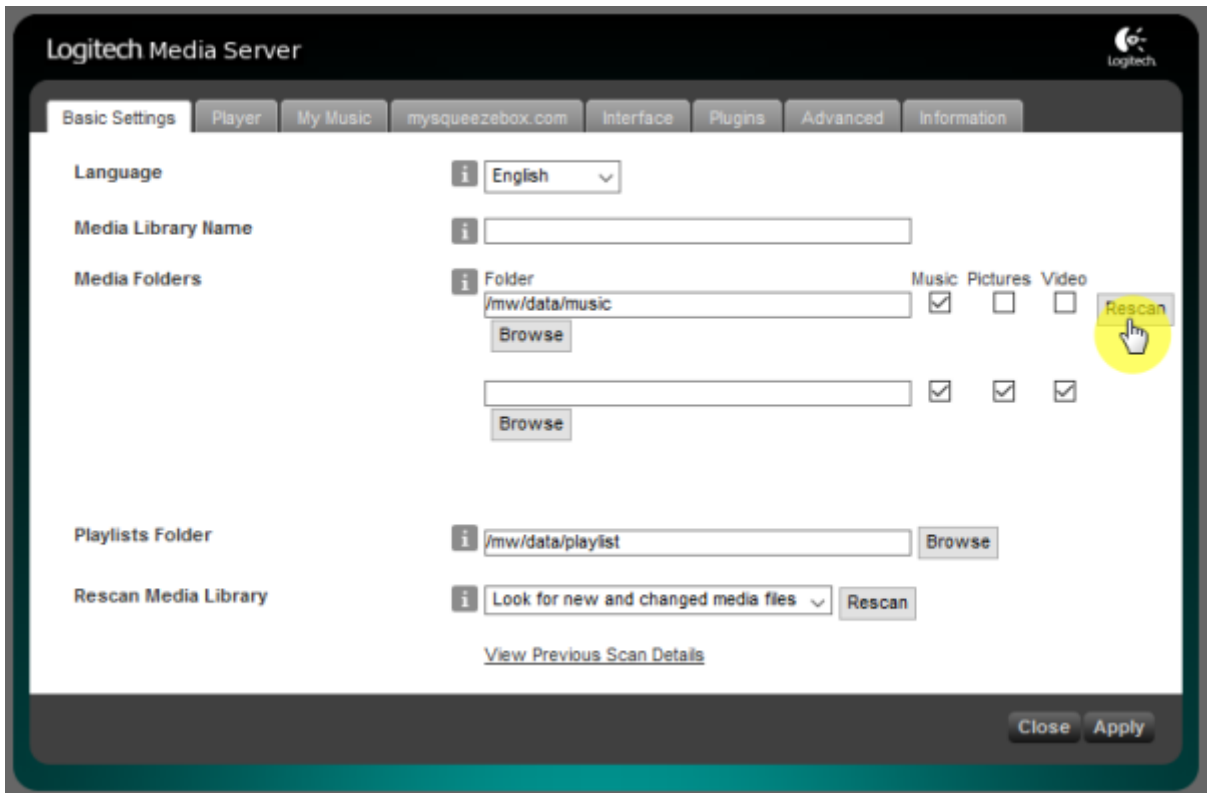 Logitech Media Server
Logitech
Basic Settings Player My Music mysqueezebox.com Interface Plugins Advanced Information
Language i English
Media Library Name i
Media Folders i Folder Music Pictures Video
/mw/data/music Rescan
Browse
Browse
Playlists Folder i /mw/data/playlist Browse
Rescan Media Library i Look for new and changed media files Rescan
View Previous Scan Details
Close Apply